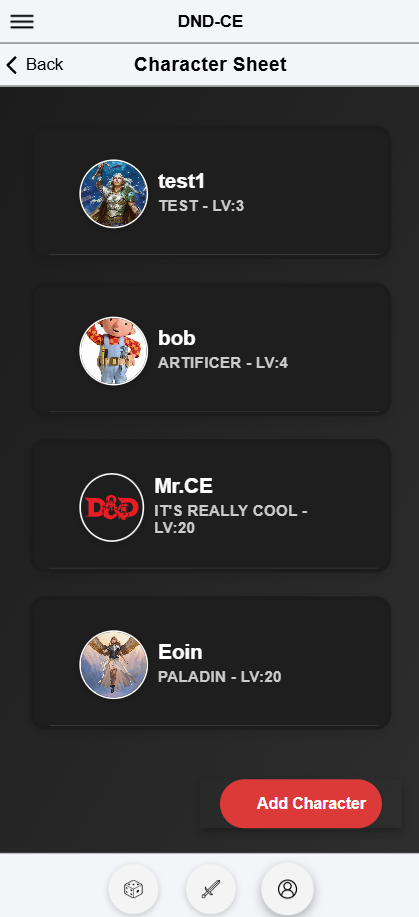 DND-CE
Back
Character Sheet
test1
TEST - LV:3
bob
ARTIFICER - LV:4
D&D
Mr.CE
IT'S REALLY COOL -
LV:20
Eoin
PALADIN - LV:20
Add Character